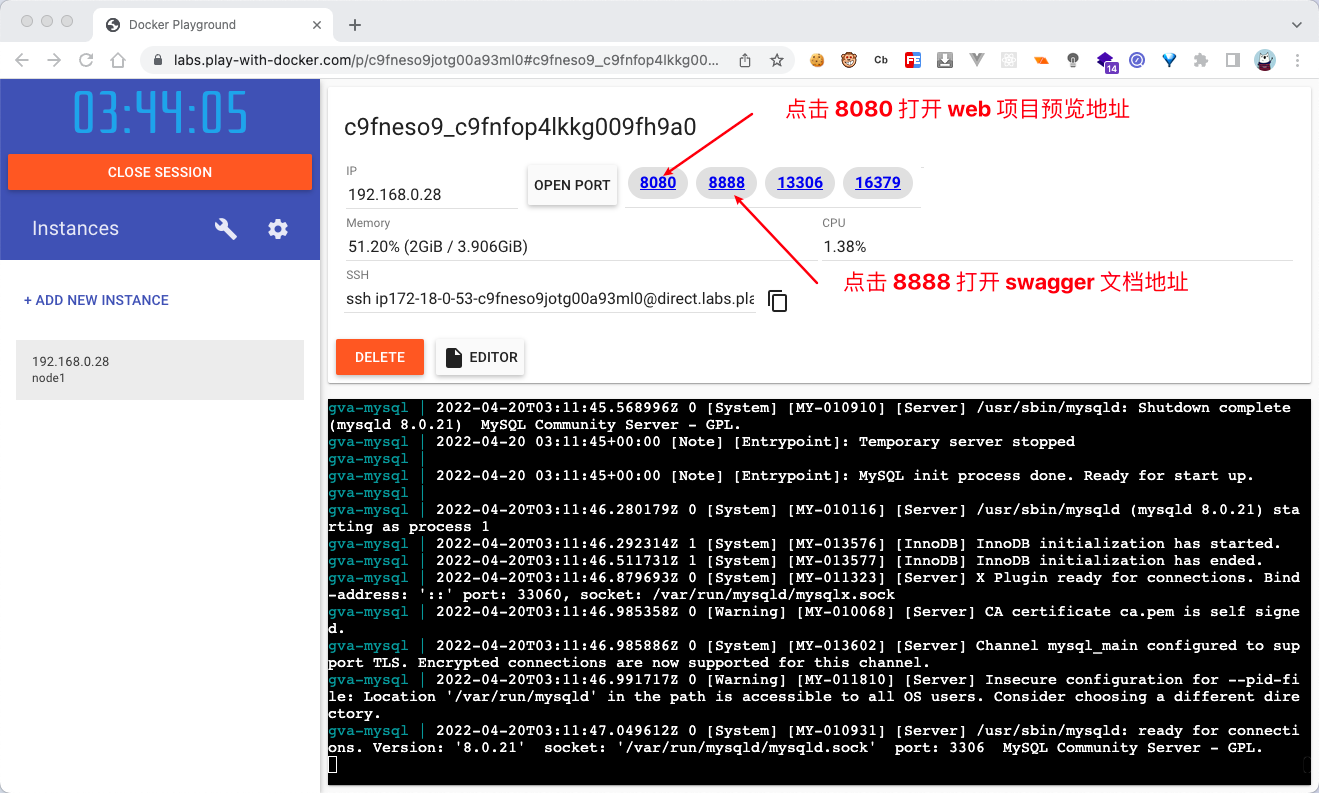 Docker Playground
labs.play-with-docker.com/p/c9fneso9jotg00a93ml0#c9fneso9_c9fnfop4lkkg00...
Cb
14
03:44:05
CLOSE SESSION
Instances
+ ADD NEW INSTANCE
192.168.0.28
node1
点击 8080 打开 web 项目预览地址
c9fneso9_c9fnfop4lkkg009fh9a0
IP
192.168.0.28
OPEN PORT
8080 8888 13306 16379
Memory
51.20% (2GiB / 3.906GiB)
CPU
1.38%
点击 8888 打开 swagger 文档地址
SSH
ssh ip172-18-0-53-c9fneso9jotg00a93ml0@direct.labs.pla
DELETE
EDITOR
gva-mysql | 2022-04-20T03:11:45.568996Z 0 [System] [MY-010910] [Server] /usr/sbin/mysqld: Shutdown complete
(mysqld 8.0.21)  MySQL Community Server - GPL.
gva-mysql | 2022-04-20 03:11:45+00:00 [Note] [Entrypoint]: Temporary server stopped
gva-mysql |
gva-mysql | 2022-04-20 03:11:45+00:00 [Note] [Entrypoint]: MySQL init process done. Ready for start up.
gva-mysql |
gva-mysql | 2022-04-20T03:11:46.280179Z 0 [System] [MY-010116] [Server] /usr/sbin/mysqld (mysqld 8.0.21) sta
rting as process 1
gva-mysql | 2022-04-20T03:11:46.292314Z 1 [System] [MY-013576] [InnoDB] InnoDB initialization has started.
gva-mysql | 2022-04-20T03:11:46.511731Z 1 [System] [MY-013577] [InnoDB] InnoDB initialization has ended.
gva-mysql | 2022-04-20T03:11:46.879693Z 0 [System] [MY-011323] [Server] X Plugin ready for connections. Bind
-address: '::' port: 33060, socket: /var/run/mysqld/mysqlx.sock
gva-mysql | 2022-04-20T03:11:46.985358Z 0 [Warning] [MY-010068] [Server] CA certificate ca.pem is self signe
d.
gva-mysql | 2022-04-20T03:11:46.985886Z 0 [System] [MY-013602] [Server] Channel mysql_main configured to sup
port TLS. Encrypted connections are now supported for this channel.
gva-mysql | 2022-04-20T03:11:46.991717Z 0 [Warning] [MY-011810] [Server] Insecure configuration for --pid-fi
le: Location '/var/run/mysqld' in the path is accessible to all OS users. Consider choosing a different dire
ctory.
gva-mysql | 2022-04-20T03:11:47.049612Z 0 [System] [MY-010931] [Server] /usr/sbin/mysqld: ready for connecti
ons. Version: '8.0.21'  socket: '/var/run/mysqld/mysqld.sock'  port: 3306  MySQL Community Server - GPL.